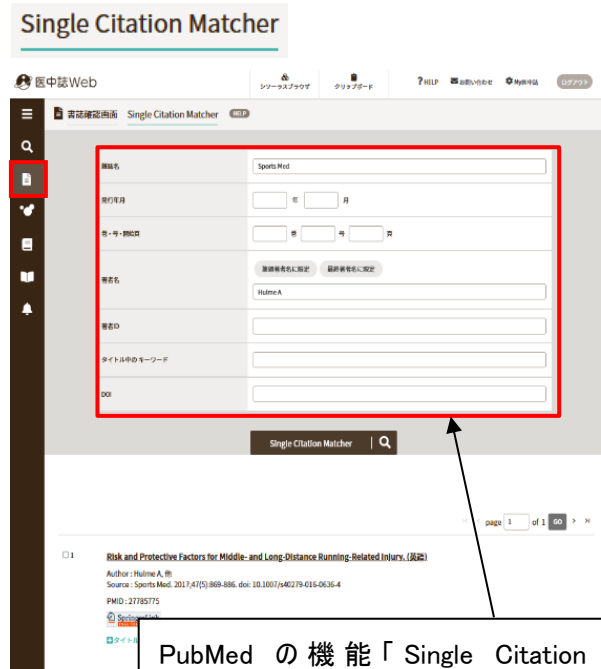 Single Citation Matcher
医中誌Web
シソーラスブラウザ
クリップボード
? HELP
お問い合わせ
My医中誌
ログアウト
書誌確認画面 Single Citation Matcher HELP
雑誌名 Sports Med
発行年月 年 月
巻・号・開始頁 巻 号 頁
筆頭著者名に指定 最終著者名に指定
著者名
Hulme A
著者ID
タイトル中のキーワード
DOI
Single Citation Matcher
page 1 of 1 GO
1 Risk and Protective Factors for Middle- and Long-Distance Running-Related Injury. (英語)
Author : Hulme A, 他
Source : Sports Med. 2017;47(5):869-886. doi: 10.1007/s40279-016-0636-4
PMID : 27785775
PubMed の機能「Single Citation